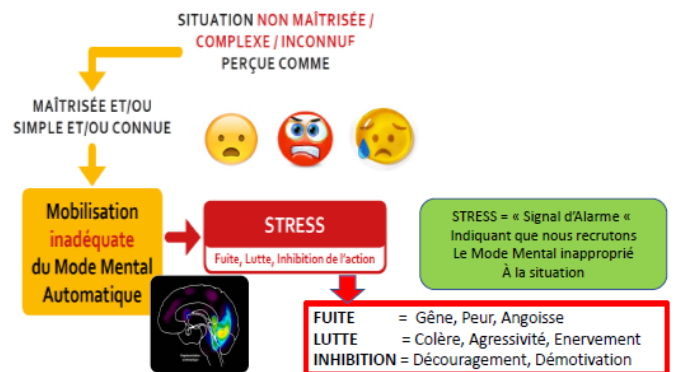 SITUATION NON MAÎTRISÉE /
COMPLEXE / INCONNUF
PERÇUE COMME
MAÎTRISÉE ET/OU
SIMPLE ET/OU CONNUE
Mobilisation
inadéquate
du Mode Mental
Automatique
STRESS
Fuite, Lutte, Inhibition de l'action
STRESS = « Signal d'Alarme «
Indiquant que nous recrutons
Le Mode Mental inapproprié
À la situation
FUITE = Gêne, Peur, Angoisse
LUTTE = Colère, Agressivité, Enervement
INHIBITION = Découragement, Démotivation